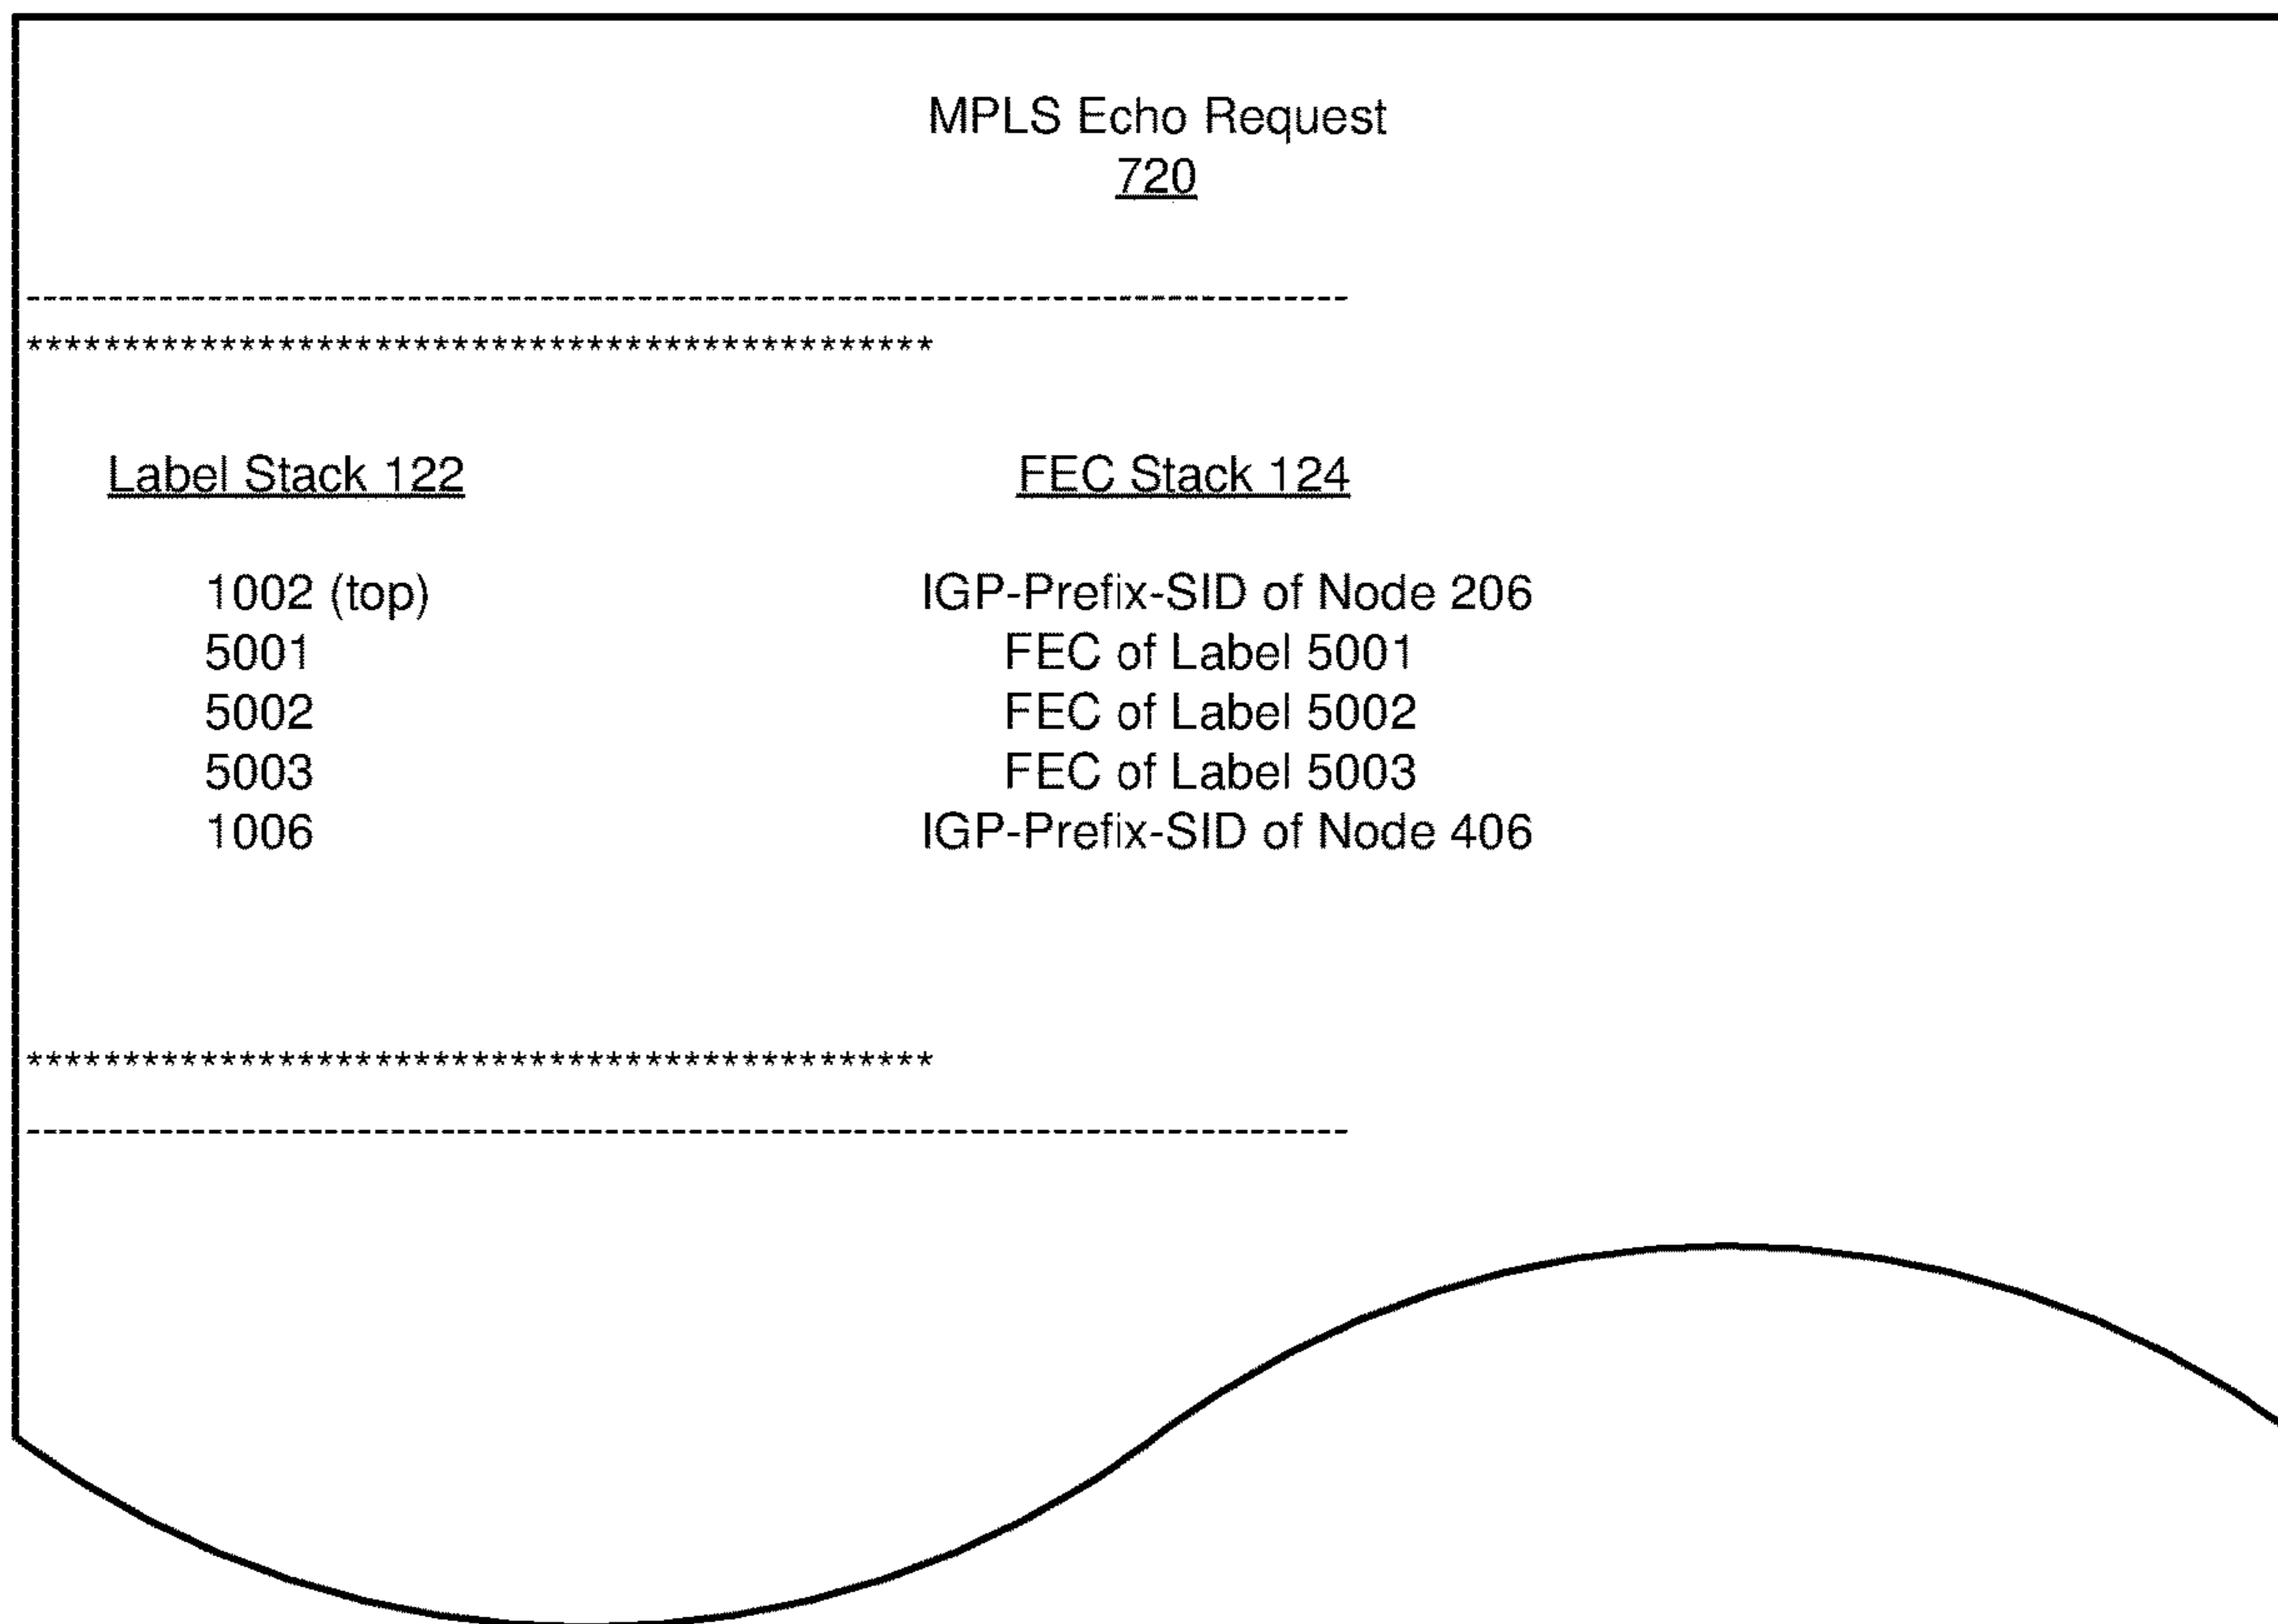 MPLS Echo Request
720
--------------------------------------------------------------------------------
***********************************************
Label Stack 122 FEC Stack 124
1002 (top) IGP-Prefix-SID of Node 206
5001 FEC of Label 5001
5002 FEC of Label 5002
5003 FEC of Label 5003
1006 IGP-Prefix-SID of Node 406
***********************************************
--------------------------------------------------------------------------------